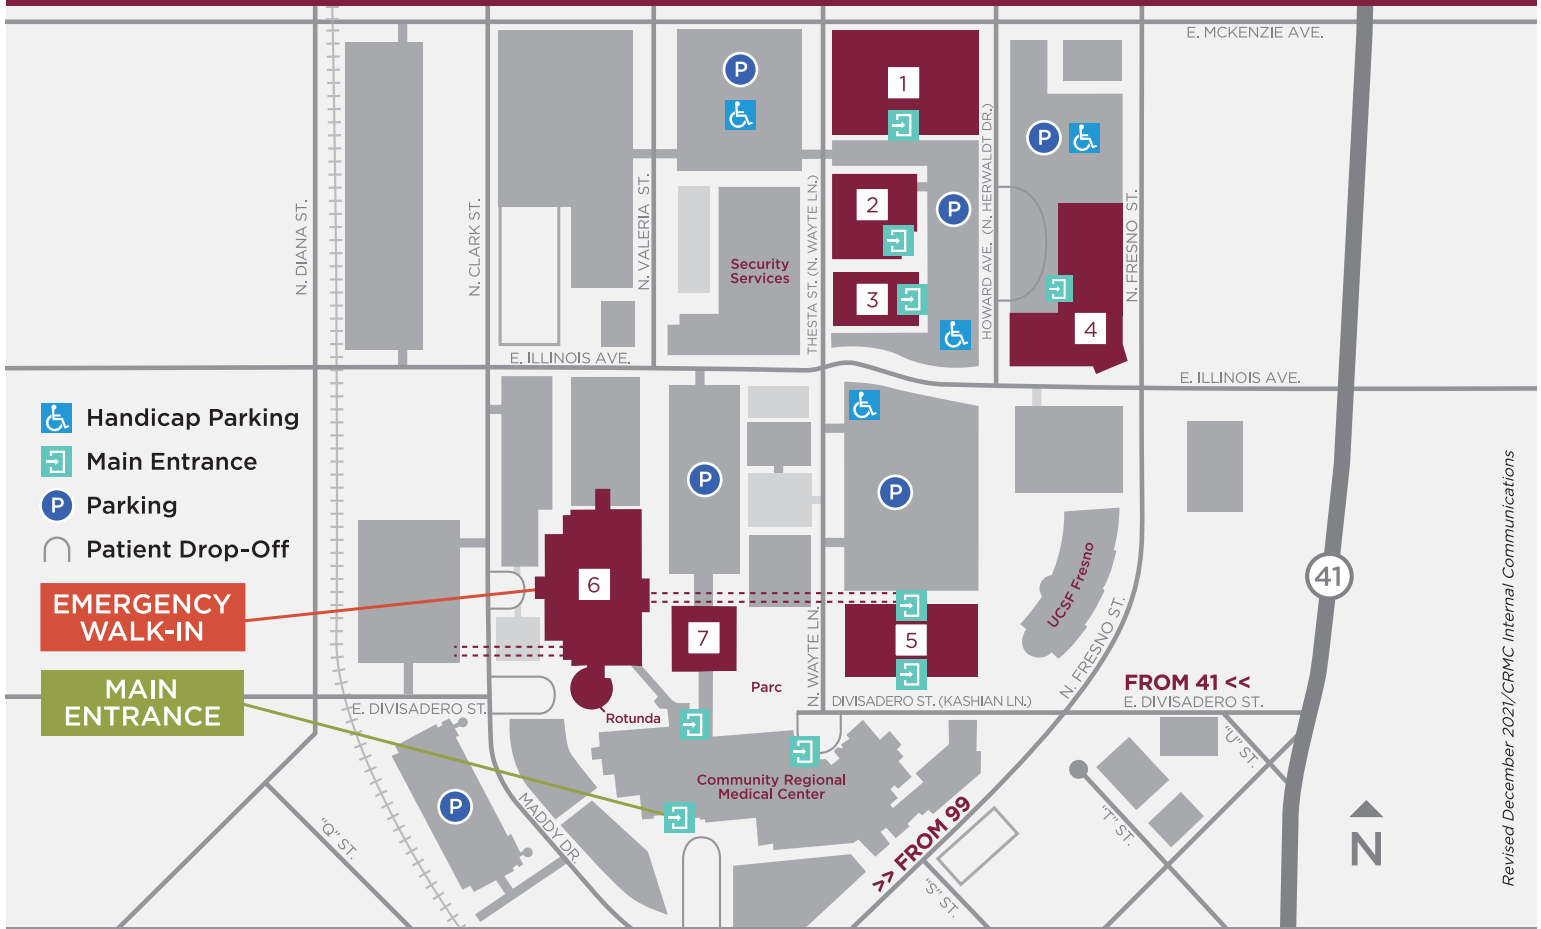 E. MCKENZIE AVE.
P
1
P
HOWARD AVE. (N. HERWALDT DR.)
N. DIANA ST.
N. CLARK ST.
N. VALERIA ST.
THESTA ST. (N. WAYTE LN.)
2
P
N. FRESNO ST.
Security
Services
3
4
E. ILLINOIS AVE.
E. ILLINOIS AVE.
Handicap Parking
Main Entrance
P
Parking
Patient Drop-Off
P
P
EMERGENCY
WALK-IN
6
7
5
41
UCSF Fresno
N. FRESNO ST.
N. WAYTE LN.
MAIN
ENTRANCE
Parc
FROM 41 <<
E. DIVISADERO ST.
DIVISADERO ST. (KASHIAN LN.)
E. DIVISADERO ST.
Rotunda
"U" ST.
Community Regional
Medical Center
P
MADDY DR.
"Q" ST.
>> FROM 99
"T" ST.
"S" ST.
N
Revised December 2021/CRMC Internal Communications